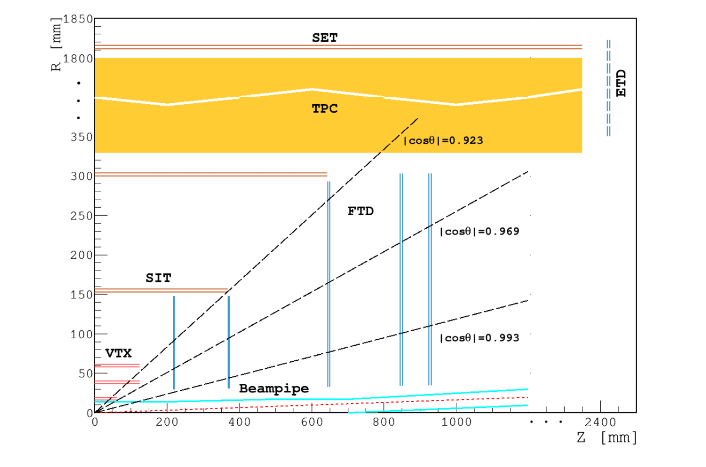 1850
R [mm]
SET
1800
ETD
TPC
350
|cosθ|=0.923
300
FTD
250
|cosθ|=0.969
200
SIT
150
100
|cosθ|=0.993
VTX
50
Beampipe
0
0 200 400 600 800 1000 2400
Z [mm]